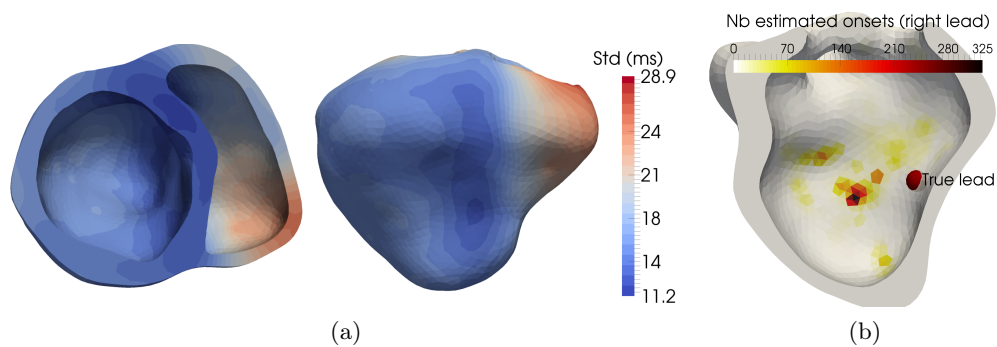 Std (ms)
28.9
24
21
18
14
11.2
(a)
Nb estimated onsets (right lead)
0 70 140 210 280 325
True lead
(b)